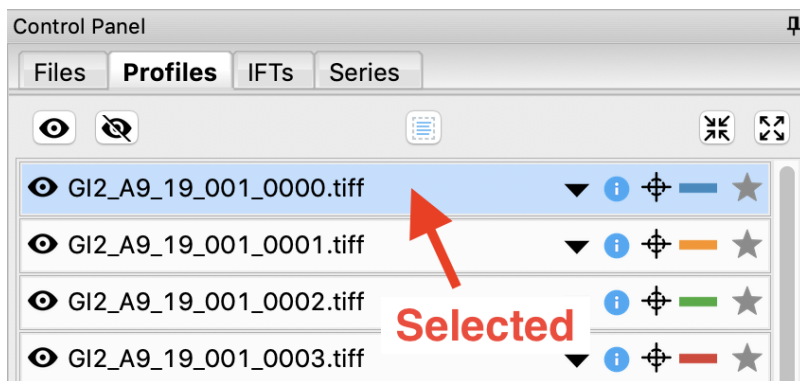 Control Panel
Files Profiles IFTs Series
GI2_A9_19_001_0000.tiff
GI2_A9_19_001_0001.tiff
GI2_A9_19_001_0002.tiff
Selected
GI2_A9_19_001_0003.tiff